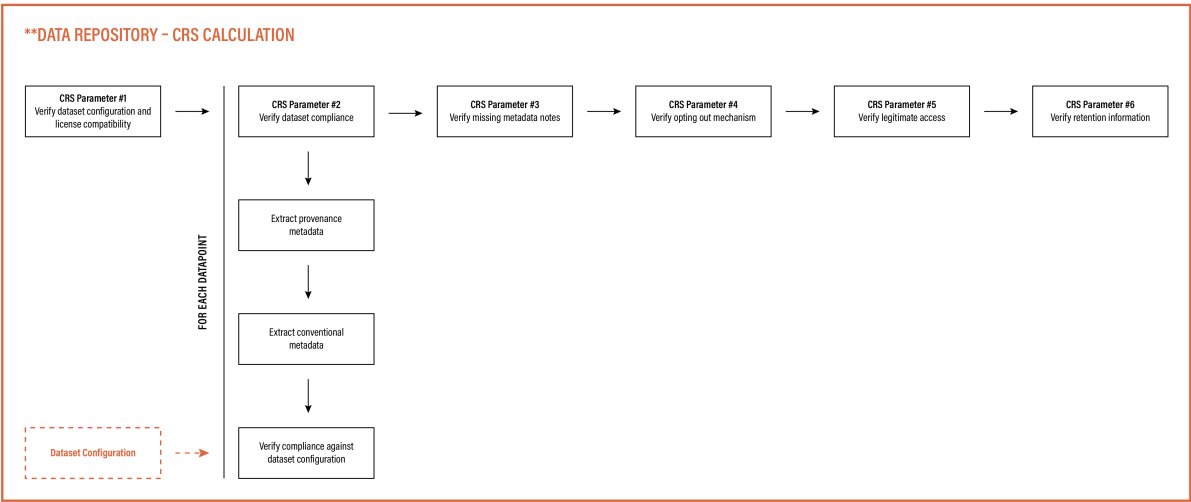 **DATA REPOSITORY – CRS CALCULATION
CRS Parameter #1
Verify dataset configuration and
license compatibility
CRS Parameter #2
Verify dataset compliance
CRS Parameter #3
Verify missing metadata notes
CRS Parameter #4
Verify opting out mechanism
CRS Parameter #5
Verify legitimate access
CRS Parameter #6
Verify retention information
FOR EACH DATAPOINT
Extract provenance
metadata
Extract conventional
metadata
Dataset Configuration
Verify compliance against
dataset configuration